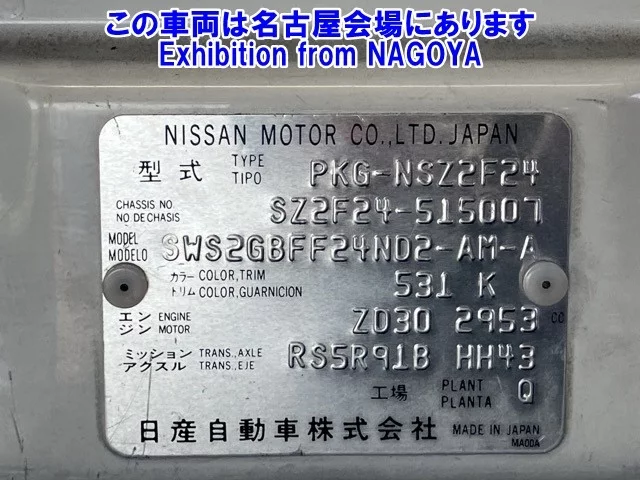 この車両は名古屋会場にあります
Exhibition from NAGOYA
NISSAN MOTOR CO.,LTD.JAPAN
型式 TYPE TIPO PKG-NSZ2F24
CHASSIS NO. NO DE CHASIS SZ2F24-515007
MODEL MODELO SWS2GBFF24ND2-AM-A
カラー COLOR,TRIM
トリム COLOR,GUARNICION 531 K
エンジン ENGINE MOTOR ZD30 2953 CC
ミッション TRANS.,AXLE
アクスル TRANS.,EJE RS5R91B HH43
工場 PLANT PLANTA Q
日産自動車株式会社 MADE IN JAPAN
MA00A